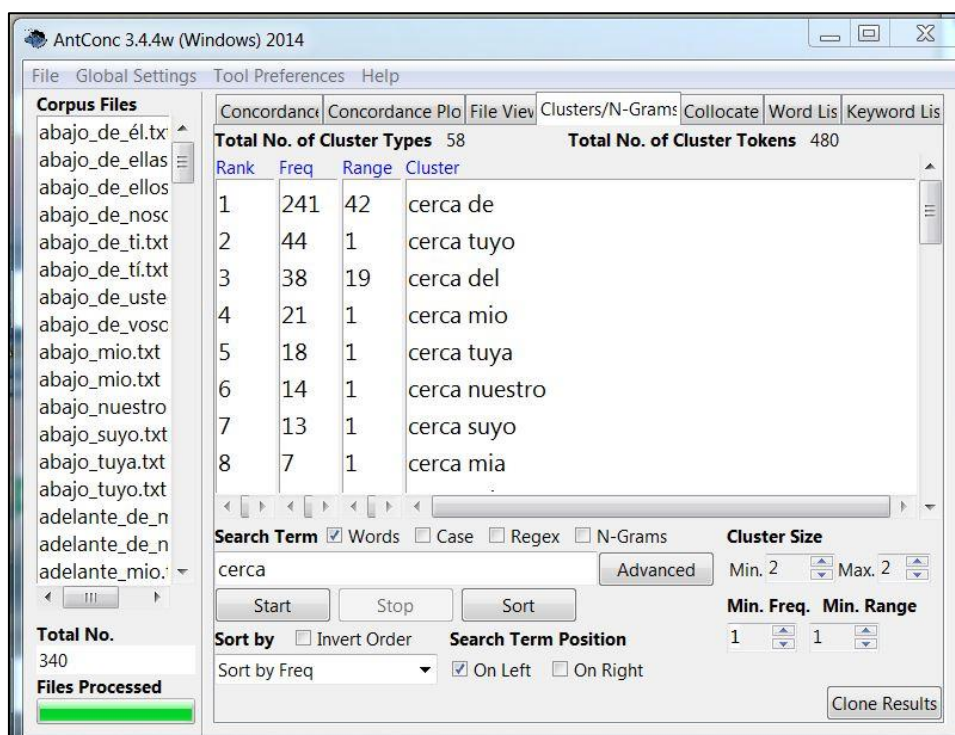 AntConc 3.4.4w (Windows) 2014
File Global Settings Tool Preferences Help
Corpus Files
abajo_de_él.tx
abajo_de_ellas
abajo_de_ellos
abajo_de_nosc
abajo_de_ti.txt
abajo_de_tí.txt
abajo_de_uste
abajo_de_vosc
abajo_mio.txt
abajo_mio.txt
abajo_nuestro
abajo_suyo.txt
abajo_tuya.txt
abajo_tuyo.txt
adelante_de_n
adelante_de_n
adelante_mio.
Total No.
340
Files Processed
Concordance Concordance Plo File View Clusters/N-Grams Collocate Word Lis Keyword Lis
Total No. of Cluster Types 58 Total No. of Cluster Tokens 480
Rank Freq Range Cluster
1 241 42 cerca de
2 44 1 cerca tuyo
3 38 19 cerca del
4 21 1 cerca mio
5 18 1 cerca tuya
6 14 1 cerca nuestro
7 13 1 cerca suyo
8 7 1 cerca mia
Search Term Words Case Regex N-Grams Cluster Size
cerca Advanced Min. 2 Max. 2
Start Stop Sort Min. Freq. Min. Range
Sort by Invert Order Search Term Position 1 1
Sort by Freq On Left On Right
Clone Results